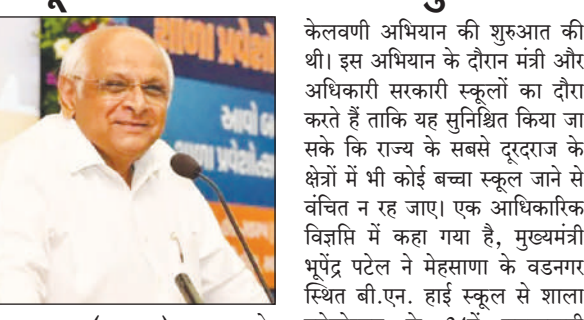 केलवणी अभियान की शुरुआत की
थी। इस अभियान के दौरान मंत्री और
अधिकारी सरकारी स्कूलों का दौरा
करते हैं ताकि यह सुनिश्चित किया जा
सके कि राज्य के सबसे दूरदराज के
क्षेत्रों में भी कोई बच्चा स्कूल जाने से
वंचित न रह जाए। एक आधिकारिक
विज्ञप्ति में कहा गया है, मुख्यमंत्री
भूपेंद्र पटेल ने मेहसाणा के वडनगर
स्थित बी.एन. हाई स्कूल से शाला